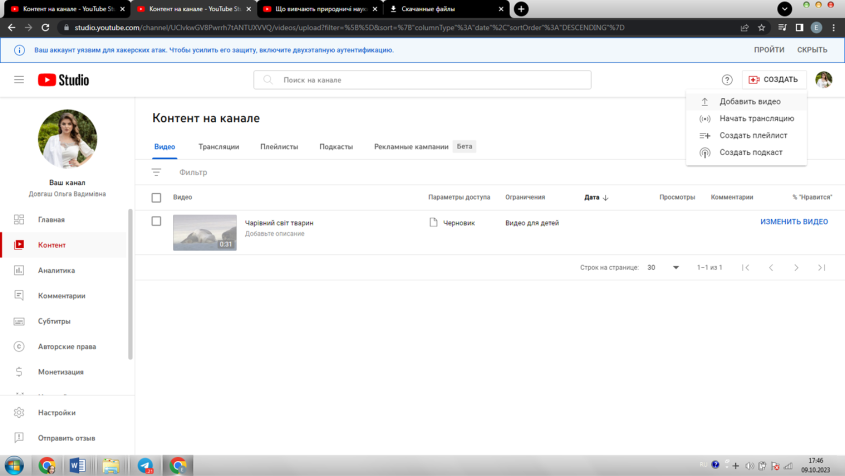 Контент на канале - YouTube St
Контент на канале - YouTube St
Що вивчають природничі наук
Скачанные файлы
studio.youtube.com/channel/UClvkwGV8Pwrrh7tANTUXVVQ/videos/upload?filter=%5B%5D&sort=%7B"columnType"%3A"date"%2C"sortOrder"%3A"DESCENDING"%7D
E
Ваш аккаунт уязвим для хакерских атак. Чтобы усилить его защиту, включите двухэтапную аутентификацию.
ПРОЙТИ
СКРЫТЬ
Studio
Поиск на канале
СОЗДАТЬ
Добавить видео
Начать трансляцию
Создать плейлист
Создать подкаст
Ваш канал
Довгаш Ольга Вадимівна
Главная
Контент
Аналитика
Комментарии
Субтитры
Авторские права
Монетизация
Настройки
Отправить отзыв
Контент на канале
Видео
Трансляции
Плейлисты
Подкасты
Рекламные кампании
Бета
Фильтр
Видео
Параметры доступа
Ограничения
Дата
Просмотры
Комментарии
% "Нравится"
0:31
Чарівний світ тварин
Добавьте описание
Черновик
Видео для детей
ИЗМЕНИТЬ ВИДЕО
Строк на странице:
30
1–1 из 1
17:46
09.10.2023